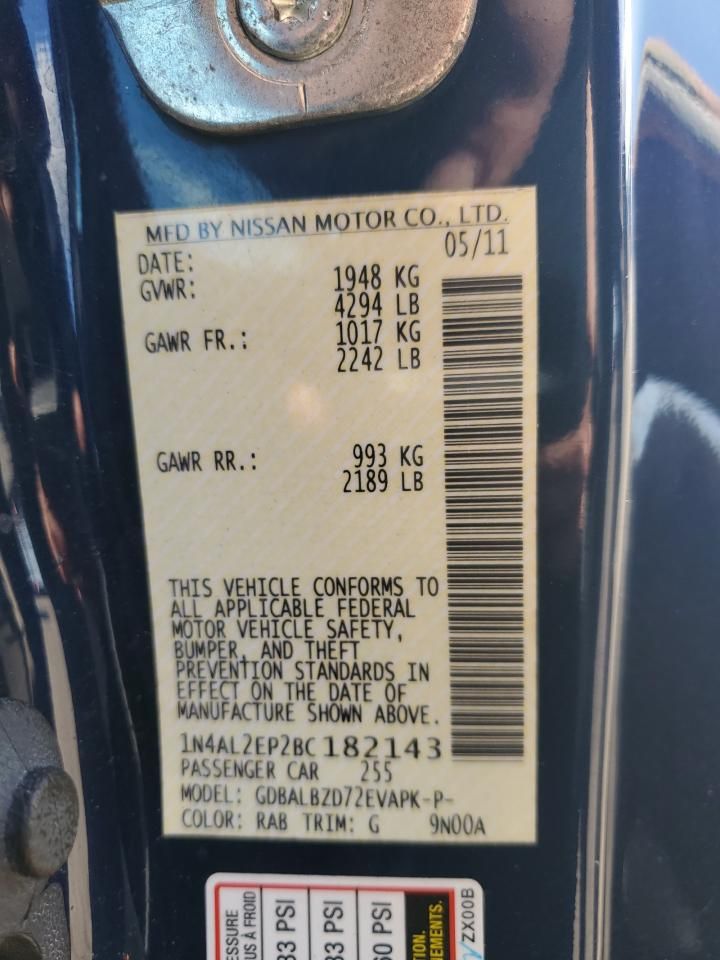 MFD BY NISSAN MOTOR CO., LTD.
DATE: 05/11
GVWR: 1948 KG
4294 LB
GAWR FR.: 1017 KG
2242 LB
GAWR RR.: 993 KG
2189 LB
THIS VEHICLE CONFORMS TO
ALL APPLICABLE FEDERAL
MOTOR VEHICLE SAFETY,
BUMPER, AND THEFT
PREVENTION STANDARDS IN
EFFECT ON THE DATE OF
MANUFACTURE SHOWN ABOVE.
1N4AL2EP2BC182143
PASSENGER CAR 255
MODEL: GDBALBZD72EVAPK-P-
COLOR: RAB TRIM: G 9N00A
US À FROID
33 PSI
33 PSI
60 PSI
ZX00B